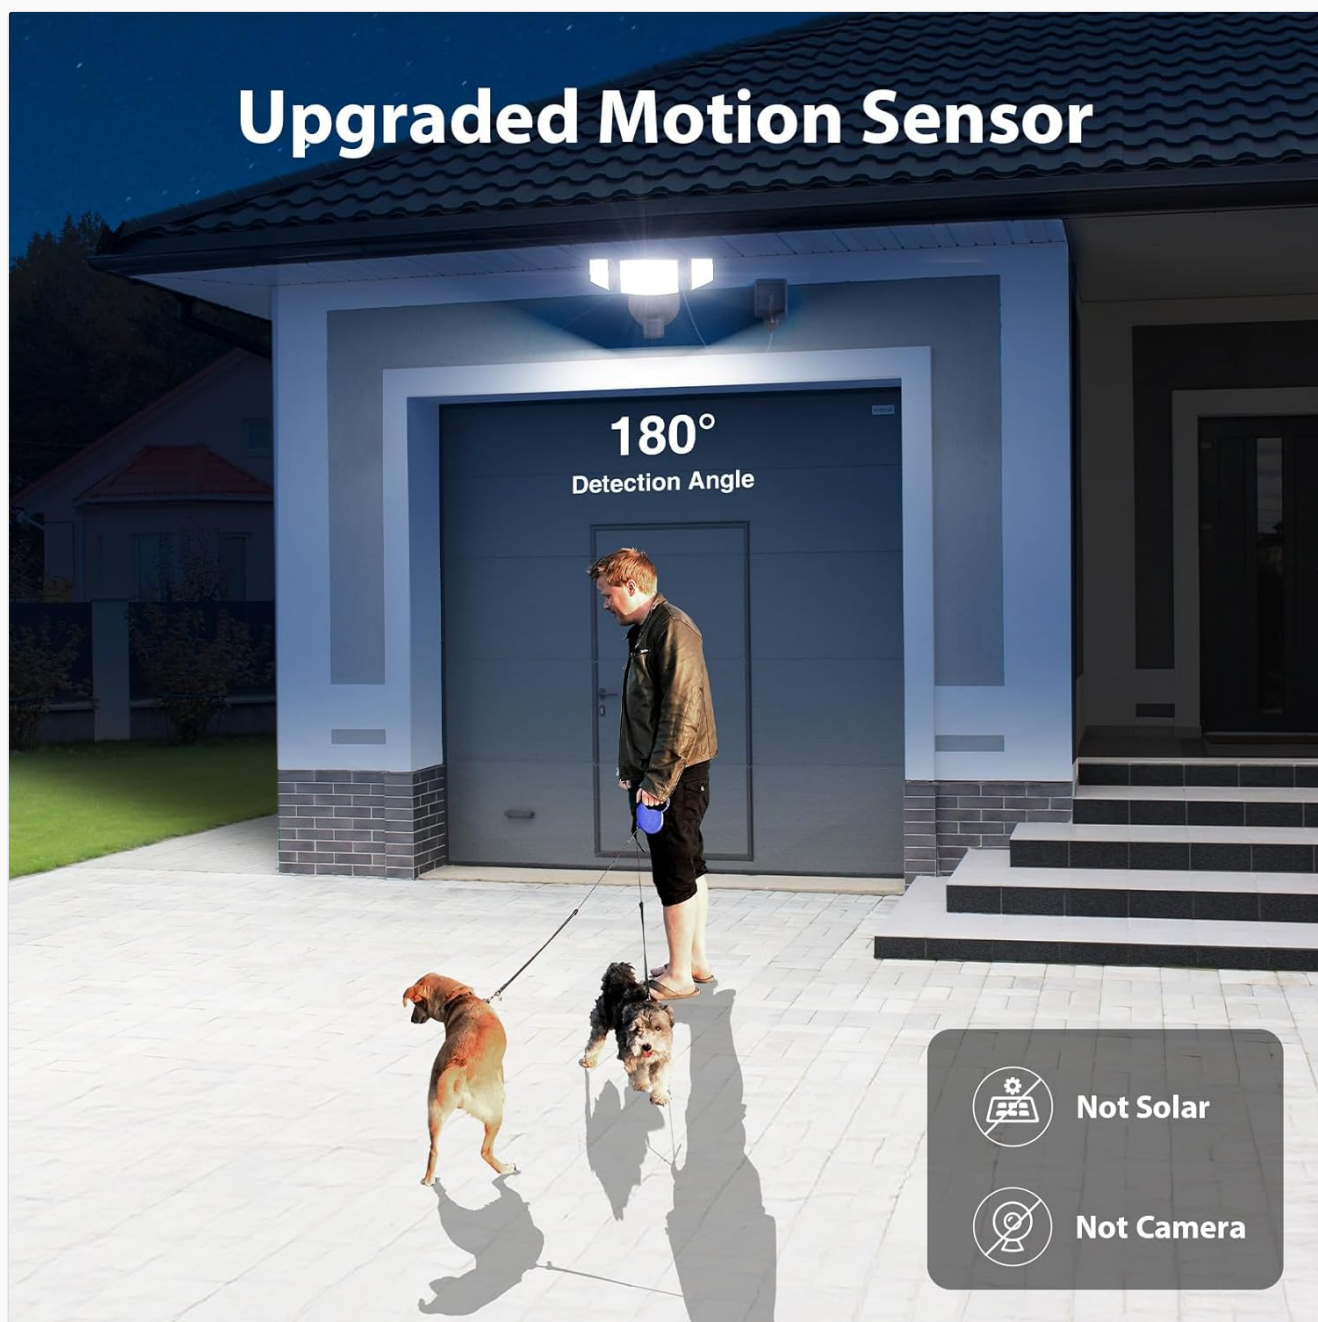 Upgraded Motion Sensor
180°
Detection Angle
Not Solar
Not Camera